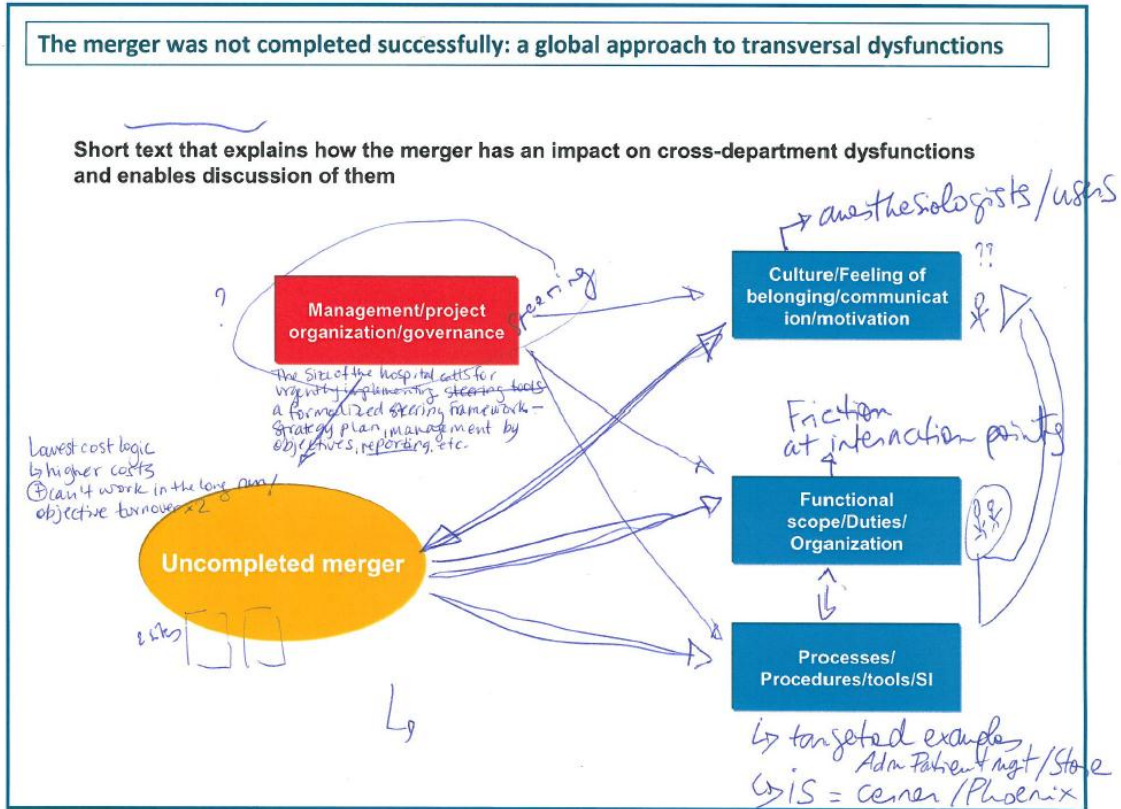 The merger was not completed successfully: a global approach to transversal dysfunctions
Short text that explains how the merger has an impact on cross-department dysfunctions
and enables discussion of them
anesthesiologists/users
?
Management/project
organization/governance
steering
Culture/Feeling of
belonging/communicat
ion/motivation
??
The size of the hospital calls for
urgently implementing steering tools
a formalized steering framework –
strategy plan, management by
objectives, reporting, etc.
Friction
at interaction points
Lowest cost logic
↳ higher costs
⊕ can't work in the long run/
objective turnover x2
Uncompleted merger
Functional
scope/Duties/
Organization
2 sites
Processes/
Procedures/tools/SI
↳ targeted examples
Adm Patient mgt/Store
↳ iS = cerner/Phoenix